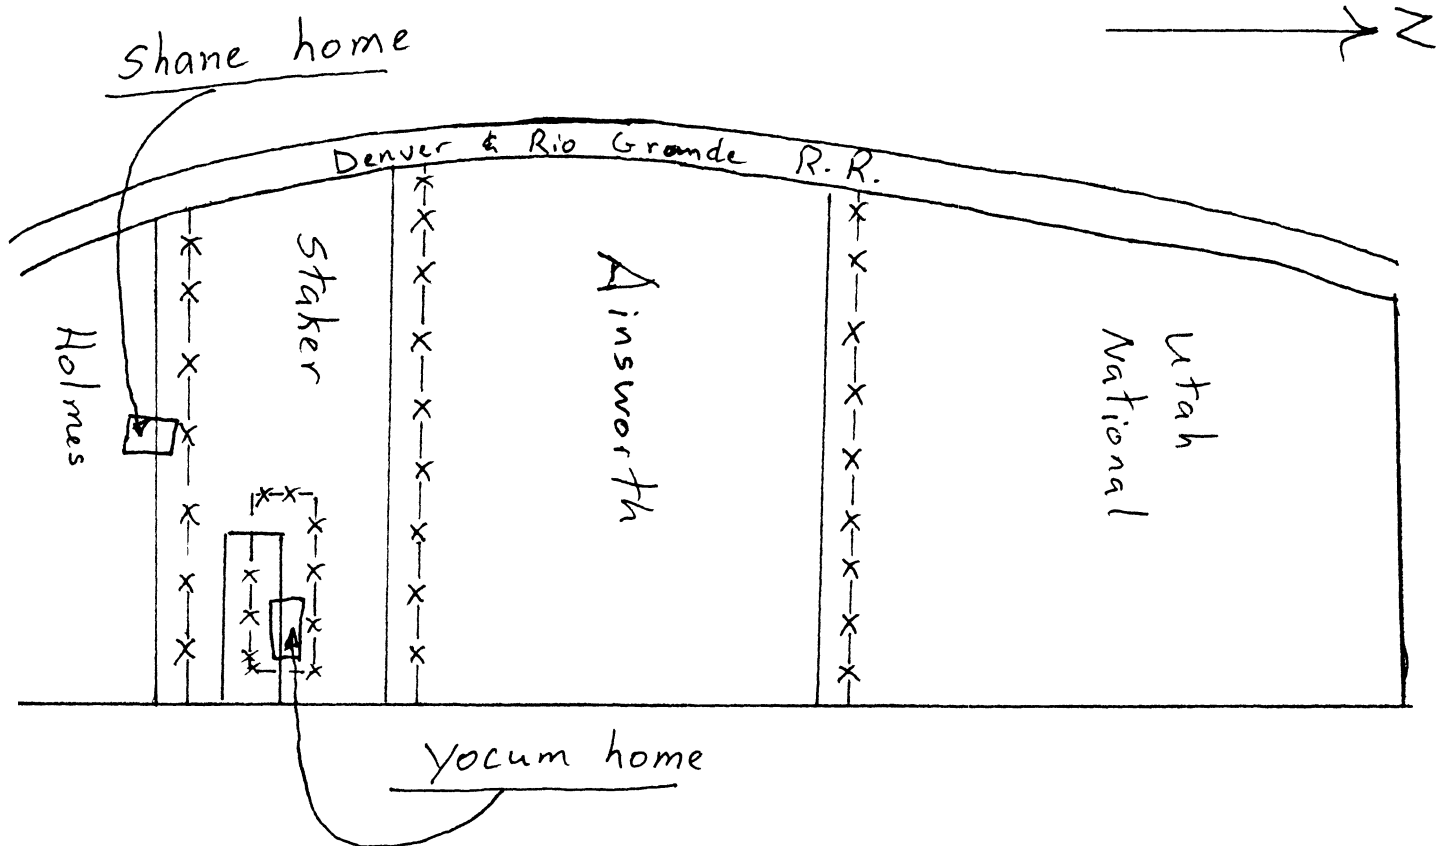 Shane home
N
Denver & Rio Grande R. R.
Holmes
Staker
Ainsworth
Utah
National
Yocum home